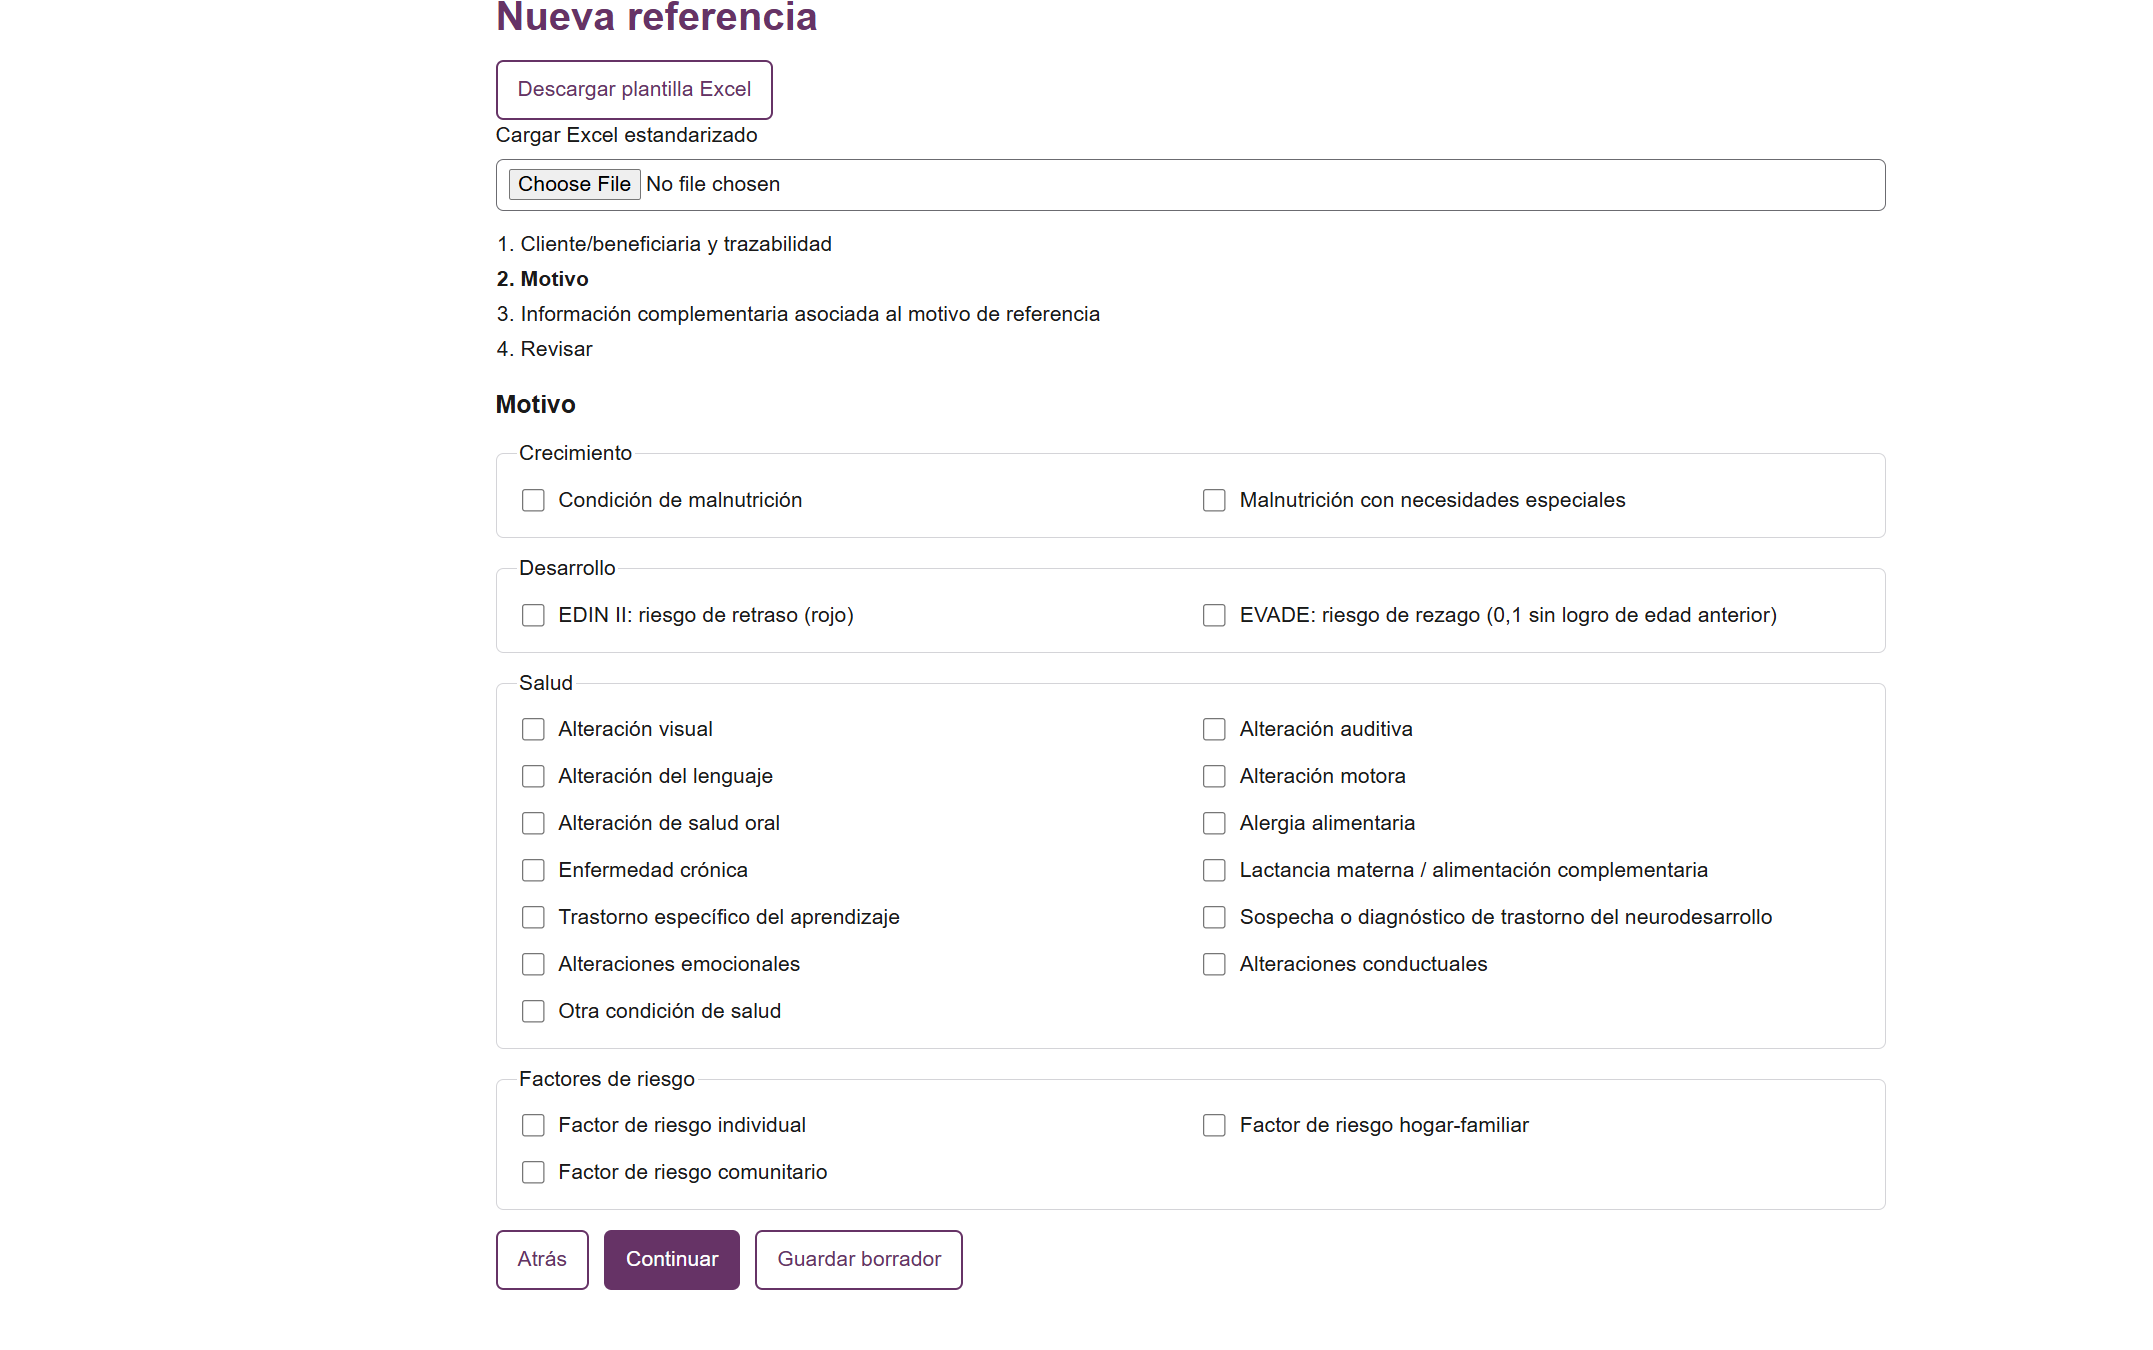 Nueva referencia
Descargar plantilla Excel
Cargar Excel estandarizado
Choose File No file chosen
1. Cliente/beneficiaria y trazabilidad
2. Motivo
3. Información complementaria asociada al motivo de referencia
4. Revisar
Motivo
Crecimiento
Condición de malnutrición
Malnutrición con necesidades especiales
Desarrollo
EDIN II: riesgo de retraso (rojo)
EVADE: riesgo de rezago (0,1 sin logro de edad anterior)
Salud
Alteración visual
Alteración auditiva
Alteración del lenguaje
Alteración motora
Alteración de salud oral
Alergia alimentaria
Enfermedad crónica
Lactancia materna / alimentación complementaria
Trastorno específico del aprendizaje
Sospecha o diagnóstico de trastorno del neurodesarrollo
Alteraciones emocionales
Alteraciones conductuales
Otra condición de salud
Factores de riesgo
Factor de riesgo individual
Factor de riesgo hogar-familiar
Factor de riesgo comunitario
Atrás
Continuar
Guardar borrador